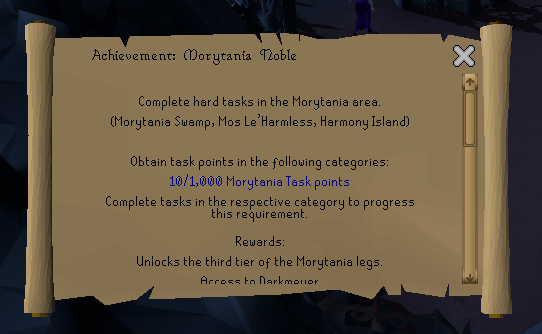 Achievement: Morytania Noble
Complete hard tasks in the Morytania area.
(Morytania Swamp, Mos Le'Harmless, Harmony Island)
Obtain task points in the following categories:
10/1,000 Morytania Task points
Complete tasks in the respective category to progress
this requirement.
Rewards:
Unlocks the third tier of the Morytania legs.
Access to Darkmeyer